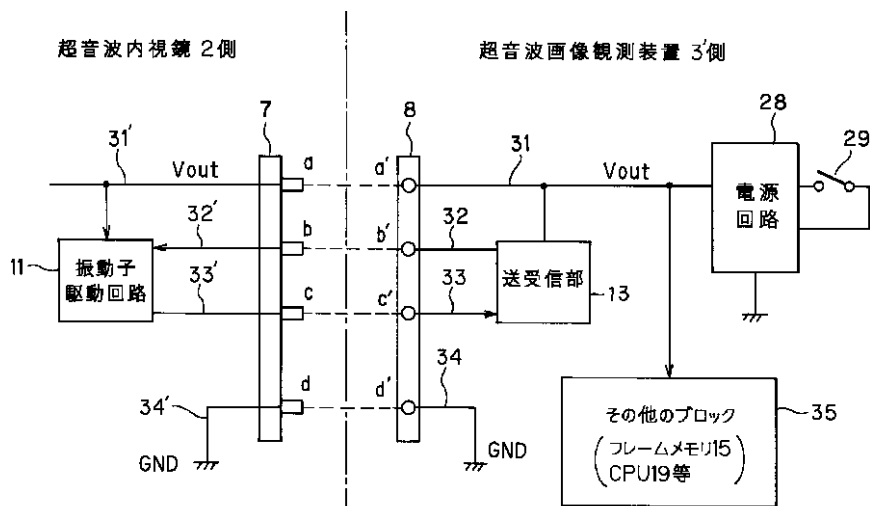 超音波内視鏡 2側
超音波画像観測装置 3′側
7
8
28
29
31′
Vout
a
a′
31
電源
回路
32′
b
b′
32
11
振動子
駆動回路
33′
c
c′
33
送受信部
13
d
d′
34
34′
GND
GND
その他のブロック
(フレームメモリ15
CPU19等)
35